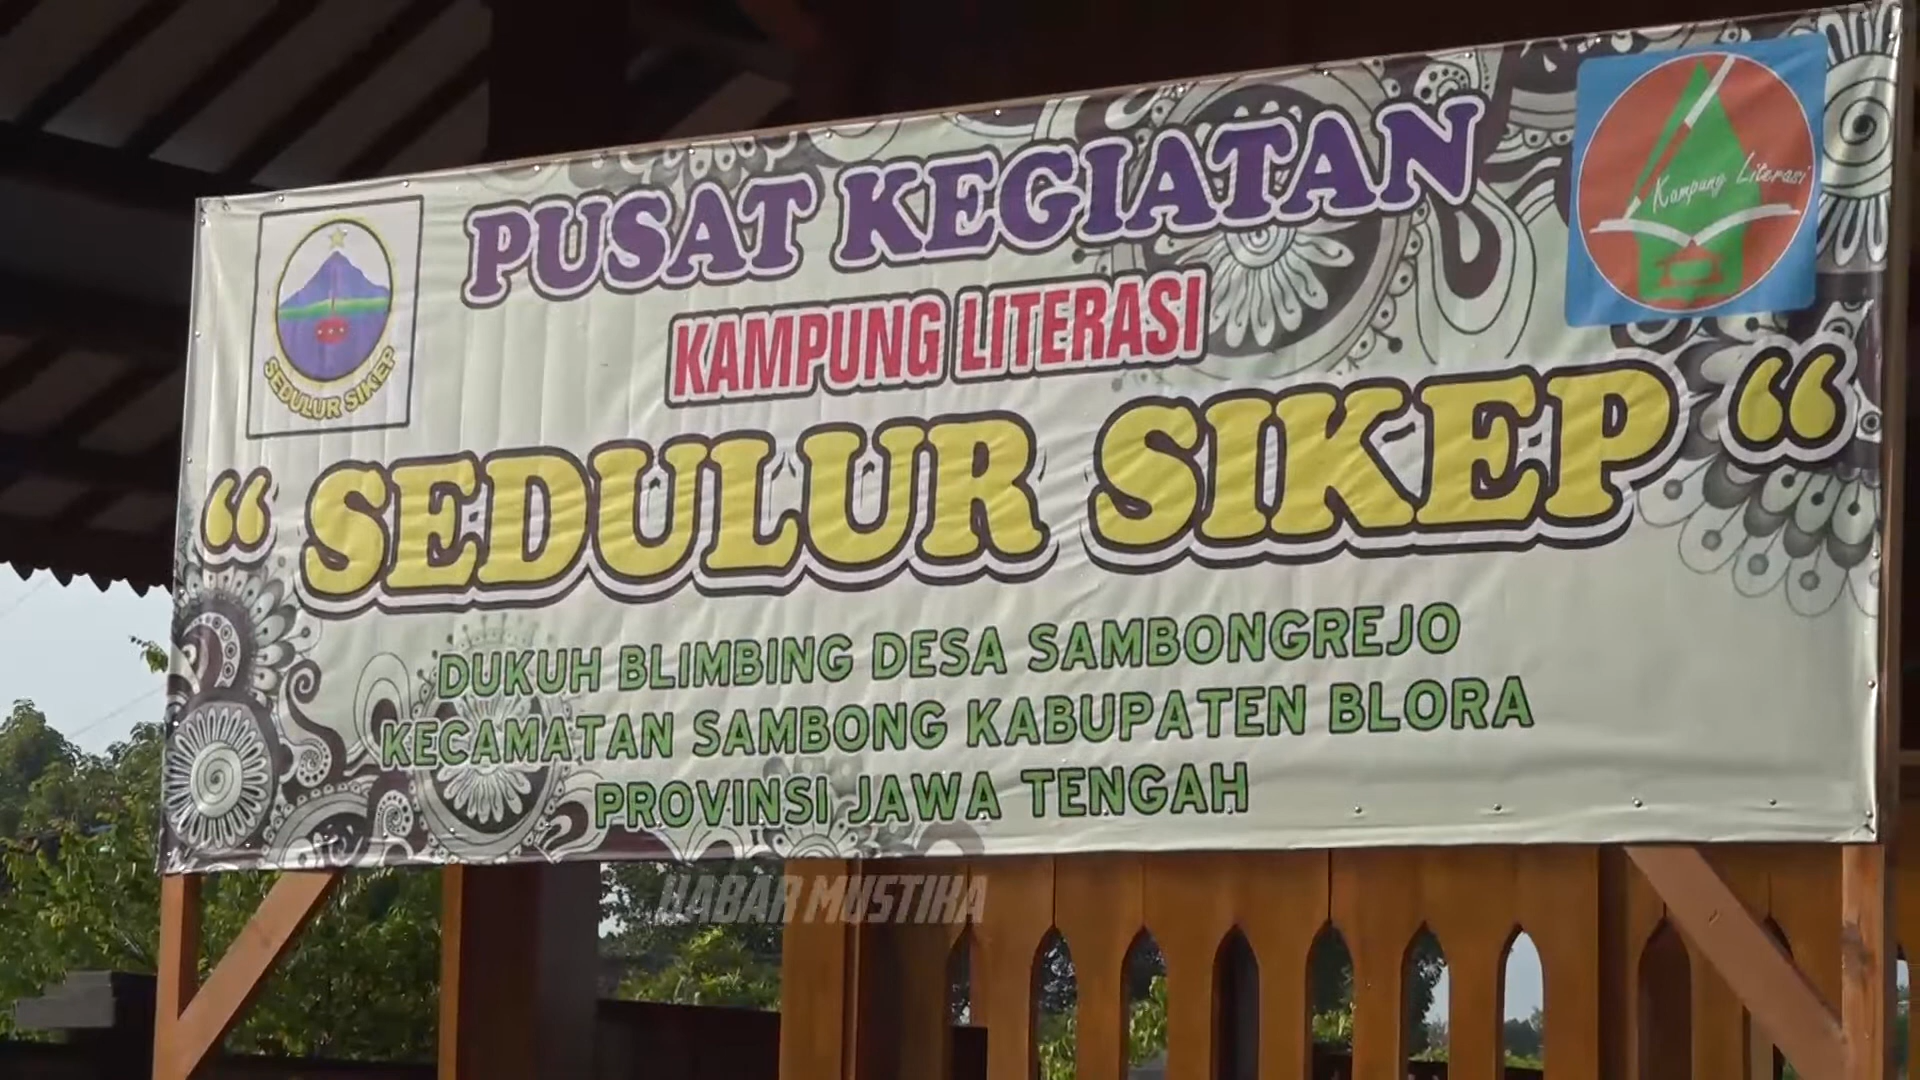 PUSAT KEGIATAN
KAMPUNG LITERASI
“ SEDULUR SIKEP “
DUKUH BLIMBING DESA SAMBONGREJO
KECAMATAN SAMBONG KABUPATEN BLORA
PROVINSI JAWA TENGAH
SEDULUR SIKEP
Kampung Literasi
KABAR MUSTIKA